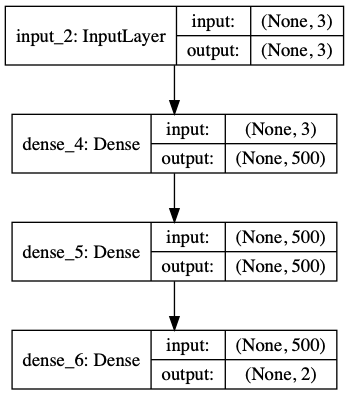 input_2: InputLayer
input: (None, 3)
output: (None, 3)
dense_4: Dense
input: (None, 3)
output: (None, 500)
dense_5: Dense
input: (None, 500)
output: (None, 500)
dense_6: Dense
input: (None, 500)
output: (None, 2)